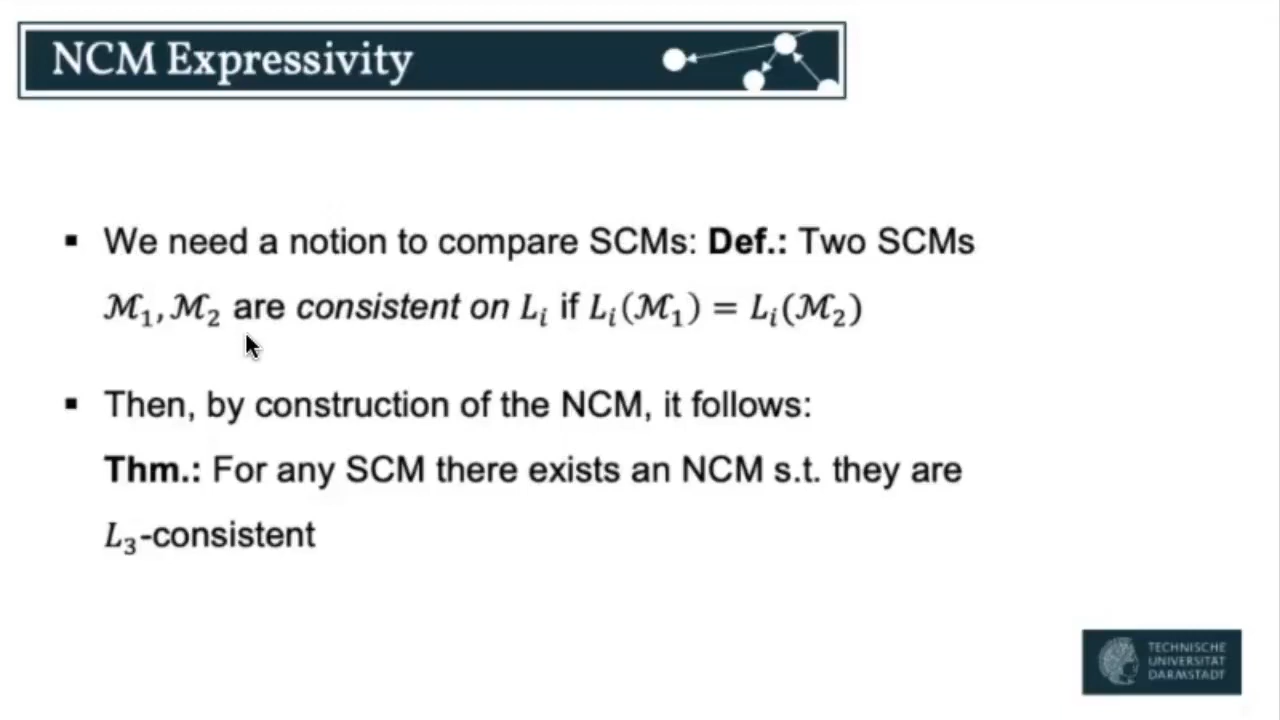 NCM Expressivity
▪ We need a notion to compare SCMs: Def.: Two SCMs
ℳ₁, ℳ₂ are consistent on Lᵢ if Lᵢ(ℳ₁) = Lᵢ(ℳ₂)
▪ Then, by construction of the NCM, it follows:
Thm.: For any SCM there exists an NCM s.t. they are
L₃-consistent
TECHNISCHE
UNIVERSITÄT
DARMSTADT